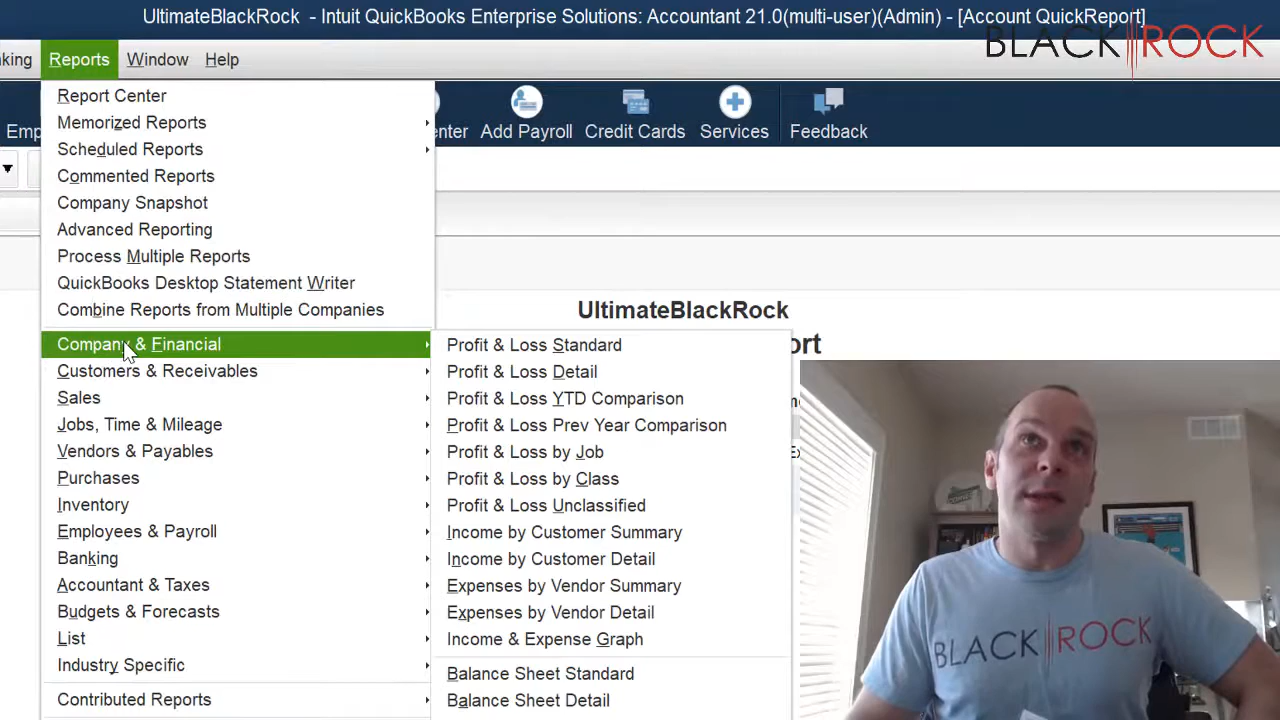 UltimateBlackRock - Intuit QuickBooks Enterprise Solutions: Accountant 21.0(multi-user)(Admin) - [Account QuickReport]
BLACK ROCK
Reports Window Help
Add Payroll Credit Cards Services Feedback
Report Center
Memorized Reports
Scheduled Reports
Commented Reports
Company Snapshot
Advanced Reporting
Process Multiple Reports
QuickBooks Desktop Statement Writer
Combine Reports from Multiple Companies
Company & Financial
Customers & Receivables
Sales
Jobs, Time & Mileage
Vendors & Payables
Purchases
Inventory
Employees & Payroll
Banking
Accountant & Taxes
Budgets & Forecasts
List
Industry Specific
Contributed Reports
UltimateBlackRock
Profit & Loss Standard
Profit & Loss Detail
Profit & Loss YTD Comparison
Profit & Loss Prev Year Comparison
Profit & Loss by Job
Profit & Loss by Class
Profit & Loss Unclassified
Income by Customer Summary
Income by Customer Detail
Expenses by Vendor Summary
Expenses by Vendor Detail
Income & Expense Graph
Balance Sheet Standard
Balance Sheet Detail
BLACK ROCK